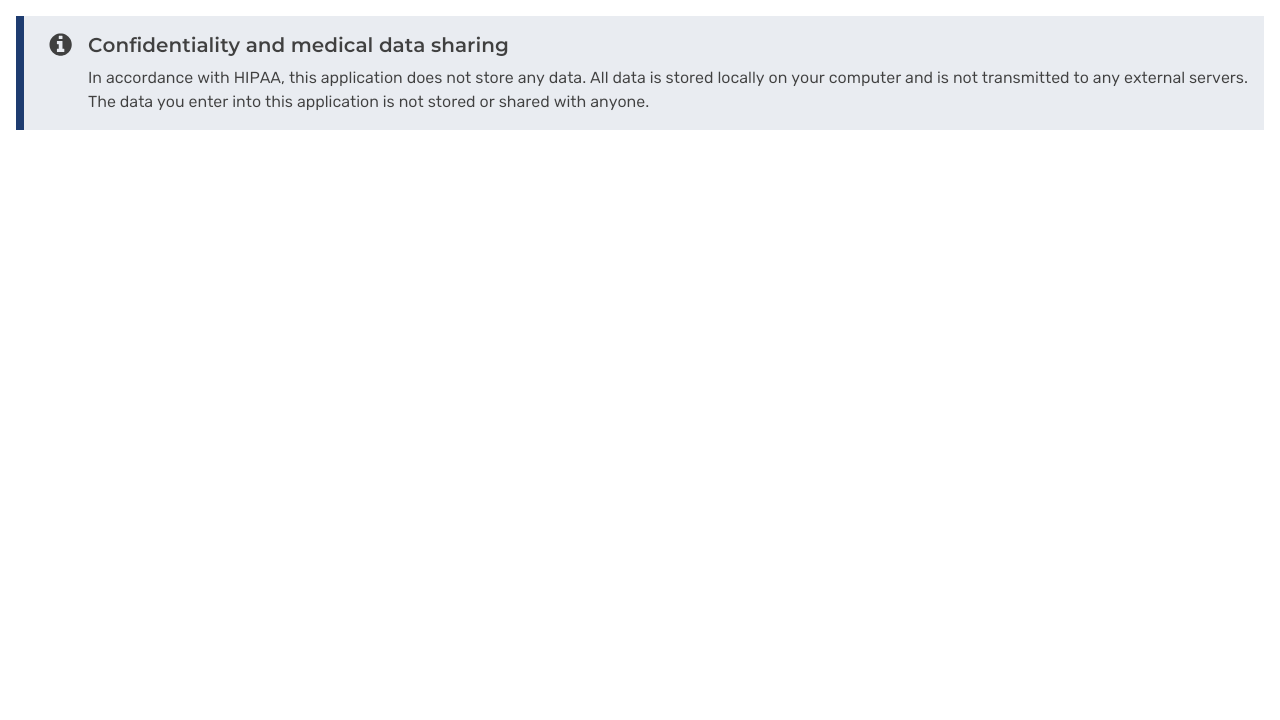 Confidentiality and medical data sharing
In accordance with HIPAA, this application does not store any data. All data is stored locally on your computer and is not transmitted to any external servers.
The data you enter into this application is not stored or shared with anyone.